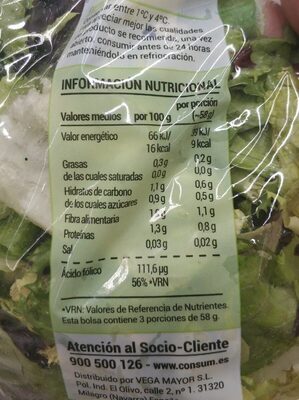 entre 1ºC y 4ºC.
apreciar mejor las cualidades
producto se recomienda, una vez
abierto, consumir antes de 24 horas
manteniéndolo en refrigeración.
INFORMACIÓN NUTRICIONAL
Valores medios por 100 g por porción (~58g)
Valor energético 66 kJ/ 38 kJ/
16 kcal 9 kcal
Grasas 0,3g 0,2 g
de las cuales saturadas 0,0g 0,0 g
Hidratos de carbono 1,1 g 0,6 g
de los cuales azúcares 0,9 g 0,5 g
Fibra alimentaria 1,1 g
Proteínas 1,3 g 0,8 g
Sal 0,03 g 0,02 g
Ácido fólico 111,6 µg
56% *VRN
*VRN: Valores de Referencia de Nutrientes.
Esta bolsa contiene 3 porciones de 58 g.
Atención al Socio-Cliente
900 500 126 - www.consum.es
Distribuido por VEGA MAYOR S.L.
Pol. Ind. El Olivo, calle 2, nº 1. 31320
Milagro (Navarra) España